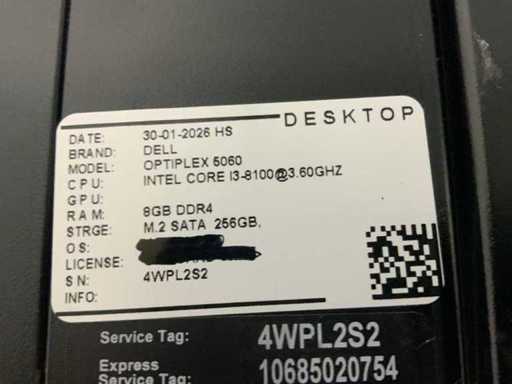 DESKTOP
DATE: 30-01-2026 HS
BRAND: DELL
MODEL: OPTIPLEX 5060
CPU: INTEL CORE I3-8100@3.60GHZ
GPU:
RAM: 8GB DDR4
STRGE: M.2 SATA 256GB.
OS:
LICENSE:
SN: 4WPL2S2
INFO:
Service Tag: 4WPL2S2
Express
Service Tag: 10685020754